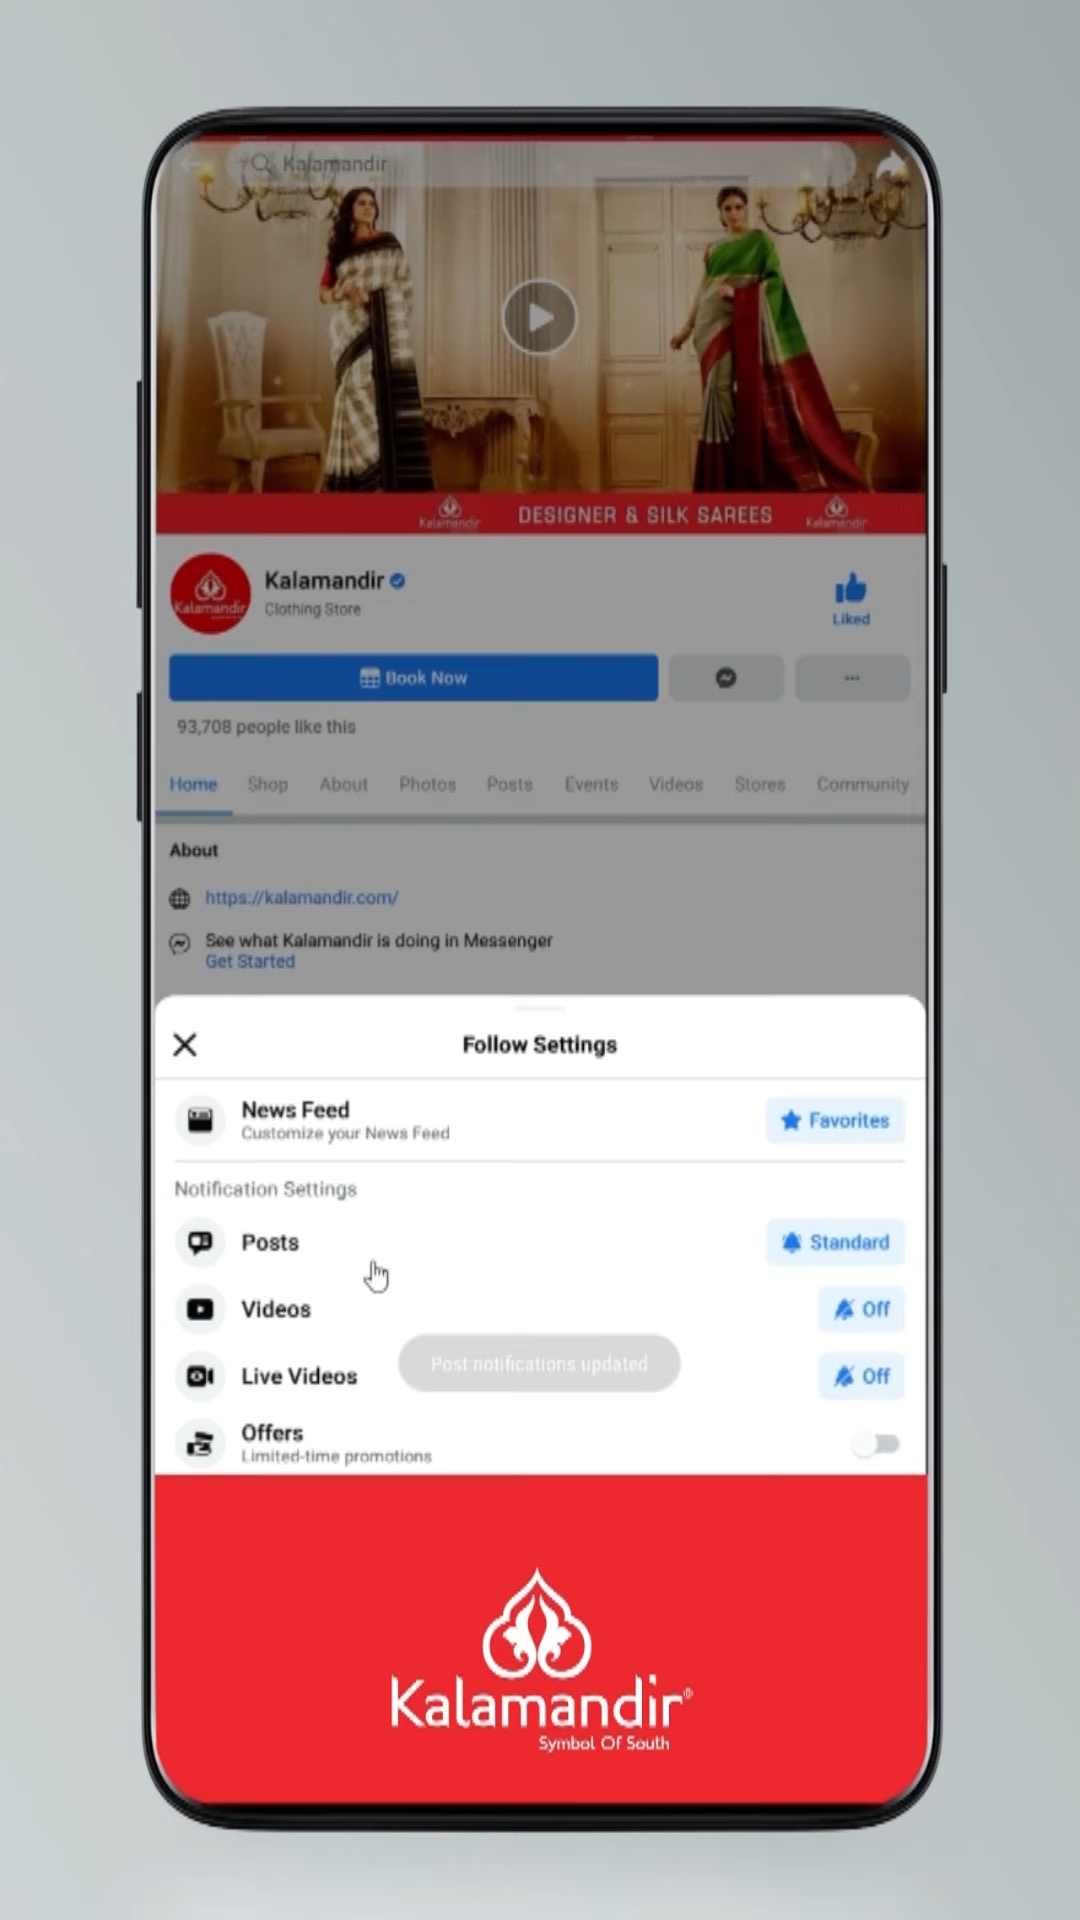 Kalamandir
Kalamandir
DESIGNER & SILK SAREES
Kalamandir
Kalamandir
Kalamandir
Clothing Store
Liked
Book Now
93,708 people like this
Home Shop About Photos Posts Events Videos Stores Community
About
https://kalamandir.com/
See what Kalamandir is doing in Messenger
Get Started
Follow Settings
News Feed
Customize your News Feed
Favorites
Notification Settings
Posts
Standard
Videos
Off
Post notifications updated
Live Videos
Off
Offers
Limited-time promotions
Kalamandir®
Symbol Of South